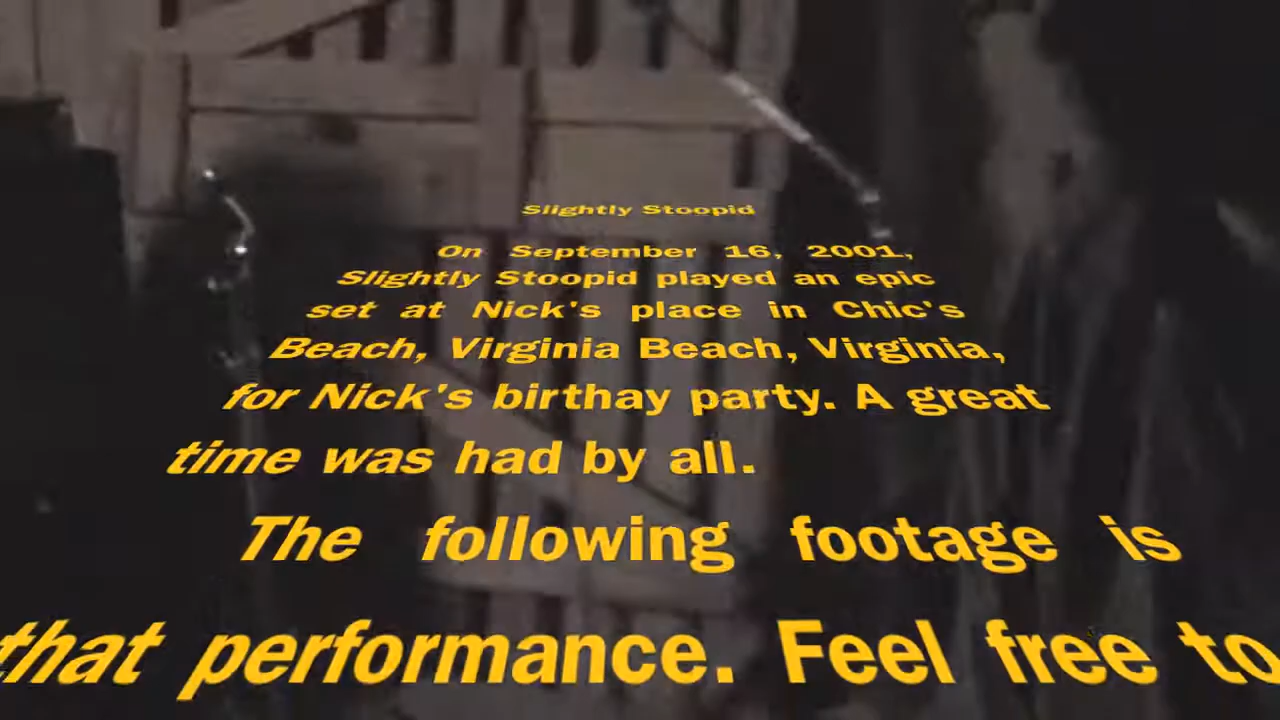 Slightly Stoopid
On September 16, 2001,
Slightly Stoopid played an epic
set at Nick's place in Chic's
Beach, Virginia Beach, Virginia,
for Nick's birthay party. A great
time was had by all.
The following footage is
that performance. Feel free to